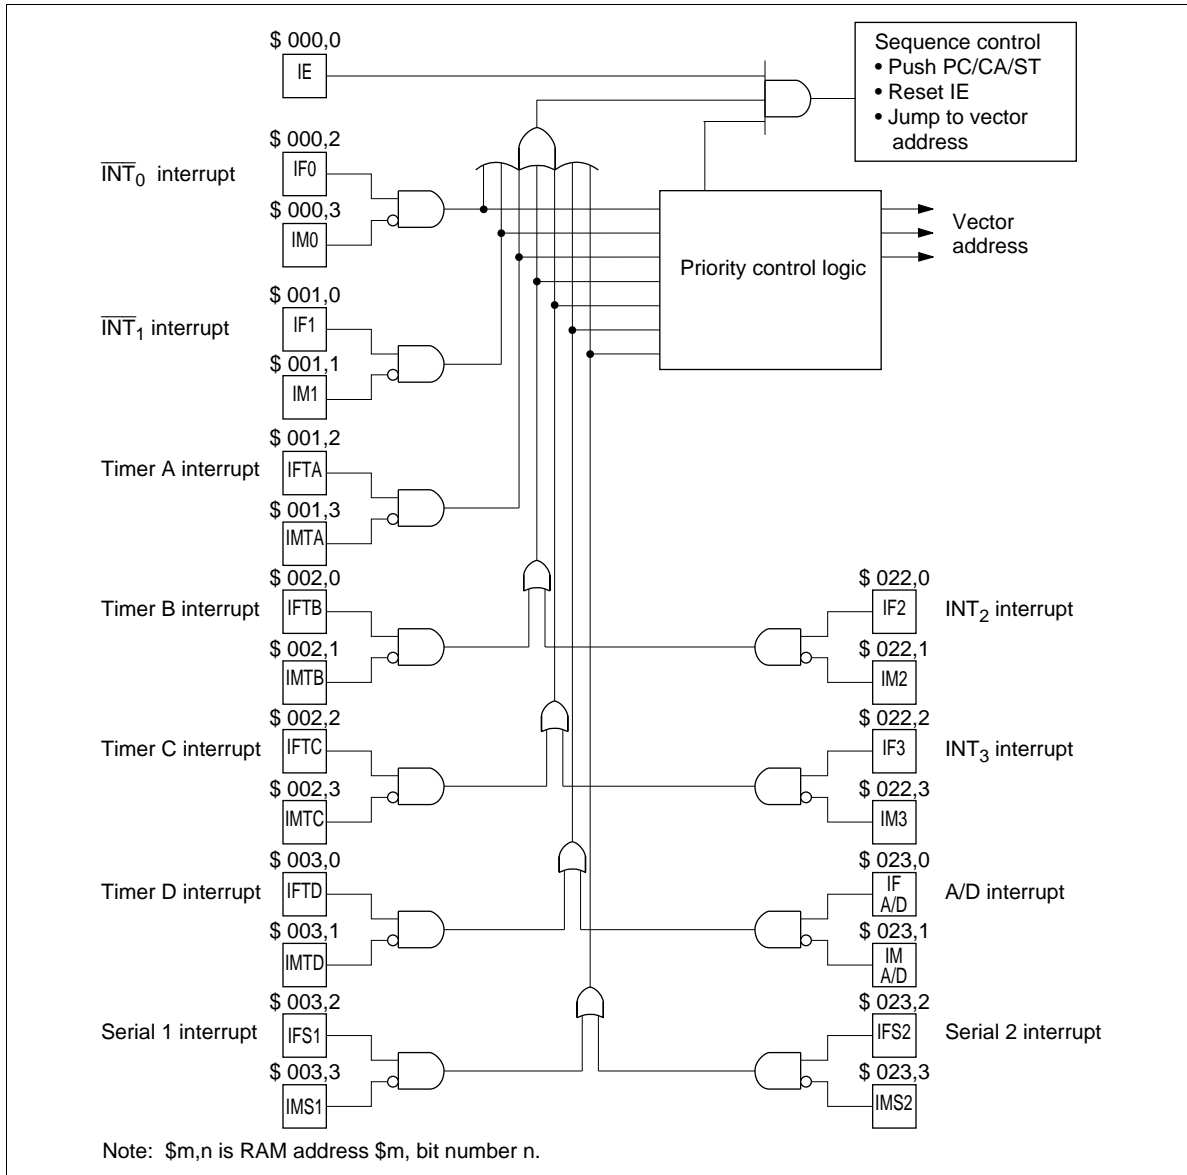 $ 000,0
IE
Sequence control
• Push PC/CA/ST
• Reset IE
• Jump to vector
address
$ 000,2
INT0 interrupt
IF0
$ 000,3
IM0
Vector
address
Priority control logic
$ 001,0
INT1 interrupt
IF1
$ 001,1
IM1
$ 001,2
Timer A interrupt
IFTA
$ 001,3
IMTA
$ 002,0
Timer B interrupt
IFTB
$ 002,1
IMTB
$ 022,0
IF2
INT2 interrupt
$ 022,1
IM2
$ 002,2
Timer C interrupt
IFTC
$ 002,3
IMTC
$ 022,2
IF3
INT3 interrupt
$ 022,3
IM3
$ 003,0
Timer D interrupt
IFTD
$ 003,1
IMTD
$ 023,0
IF
A/D
A/D interrupt
$ 023,1
IM
A/D
$ 003,2
Serial 1 interrupt
IFS1
$ 003,3
IMS1
$ 023,2
IFS2
Serial 2 interrupt
$ 023,3
IMS2
Note: $m,n is RAM address $m, bit number n.